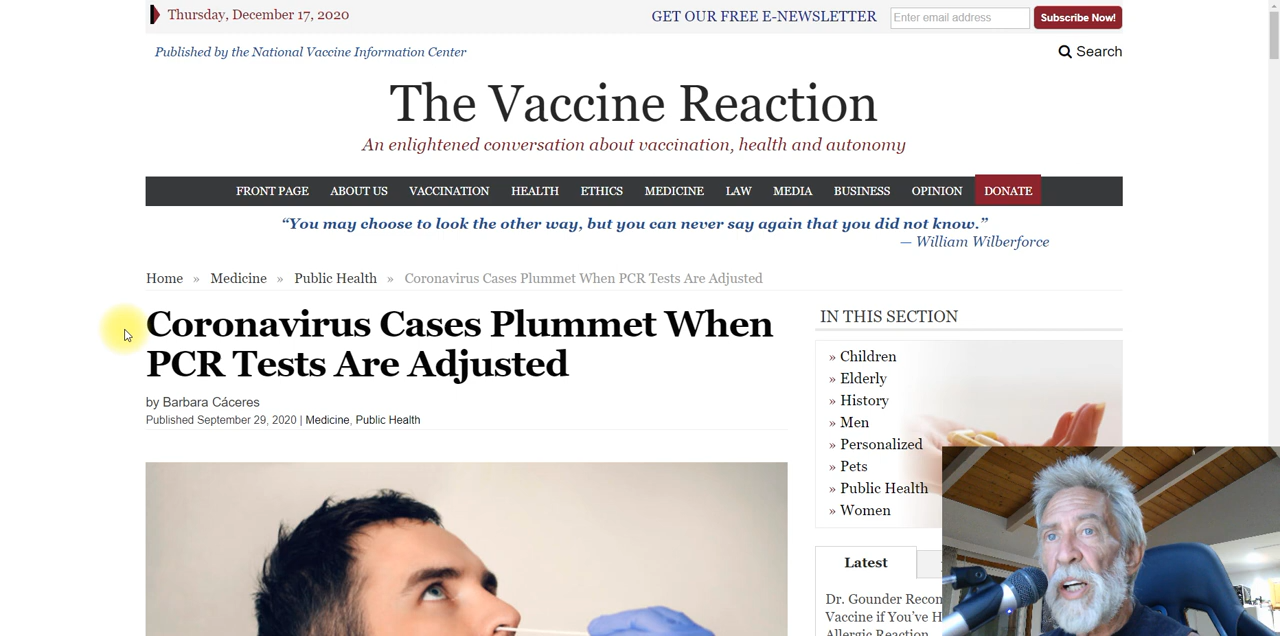 Thursday, December 17, 2020
GET OUR FREE E-NEWSLETTER
Enter email address
Subscribe Now!
Published by the National Vaccine Information Center
Search
The Vaccine Reaction
An enlightened conversation about vaccination, health and autonomy
FRONT PAGE ABOUT US VACCINATION HEALTH ETHICS MEDICINE LAW MEDIA BUSINESS OPINION DONATE
“You may choose to look the other way, but you can never say again that you did not know.”
— William Wilberforce
Home » Medicine » Public Health » Coronavirus Cases Plummet When PCR Tests Are Adjusted
Coronavirus Cases Plummet When
PCR Tests Are Adjusted
by Barbara Cáceres
Published September 29, 2020 | Medicine, Public Health
IN THIS SECTION
» Children
» Elderly
» History
» Men
» Personalized
» Pets
» Public Health
» Women
Latest
Dr. Gounder Recom
Vaccine if You’ve H
Allergic Reaction